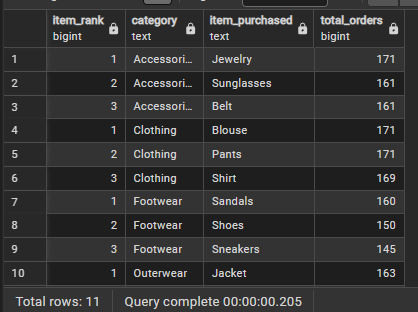 item_rank category item_purchased total_orders
bigint text text bigint
1 1 Accessori... Jewelry 171
2 2 Accessori... Sunglasses 161
3 3 Accessori... Belt 161
4 1 Clothing Blouse 171
5 2 Clothing Pants 171
6 3 Clothing Shirt 169
7 1 Footwear Sandals 160
8 2 Footwear Shoes 150
9 3 Footwear Sneakers 145
10 1 Outerwear Jacket 163
Total rows: 11 Query complete 00:00:00.205